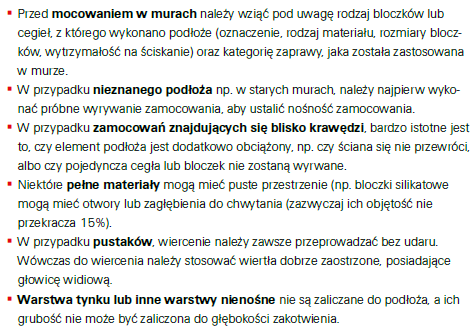 ▪ Przed mocowaniem w murach należy wziąć pod uwagę rodzaj bloczków lub
cegieł, z którego wykonano podłoże (oznaczenie, rodzaj materiału, rozmiary blocz-
ków, wytrzymałość na ściskanie) oraz kategorię zaprawy, jaka została zastosowana
w murze.
▪ W przypadku nieznanego podłoża np. w starych murach, należy najpierw wyko-
nać próbne wyrywanie zamocowania, aby ustalić nośność zamocowania.
▪ W przypadku zamocowań znajdujących się blisko krawędzi, bardzo istotne jest
to, czy element podłoża jest dodatkowo obciążony, np. czy ściana się nie przewróci,
albo czy pojedyncza cegła lub bloczek nie zostaną wyrwane.
▪ Niektóre pełne materiały mogą mieć puste przestrzenie (np. bloczki silikatowe
mogą mieć otwory lub zagłębienia do chwytania (zazwyczaj ich objętość nie
przekracza 15%).
▪ W przypadku pustaków, wiercenie należy zawsze przeprowadzać bez udaru.
Wówczas do wiercenia należy stosować wiertła dobrze zaostrzone, posiadające
głowicę widiową.
▪ Warstwa tynku lub inne warstwy nienośne nie są zaliczane do podłoża, a ich
grubość nie może być zaliczona do głębokości zakotwienia.